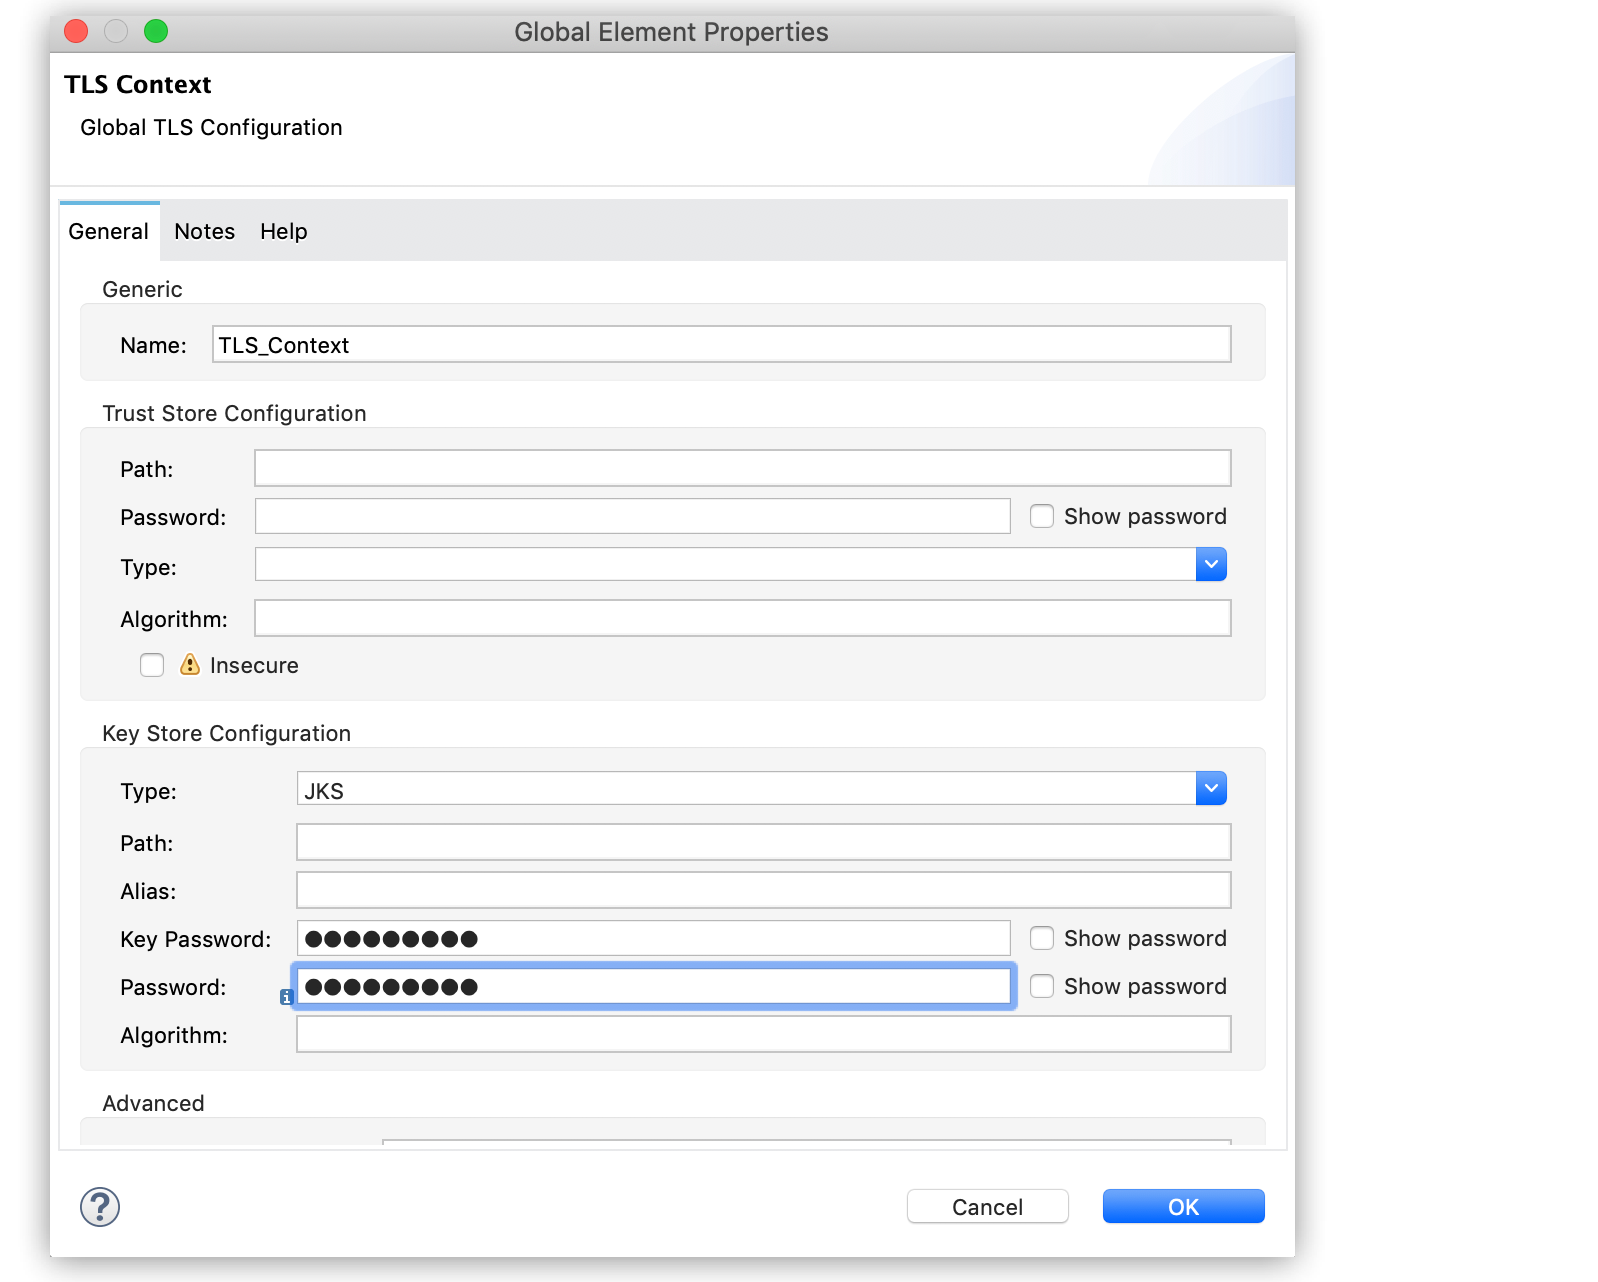 Global Element Properties
TLS Context
Global TLS Configuration
General Notes Help
Generic
Name: TLS_Context
Trust Store Configuration
Path:
Password: Show password
Type:
Algorithm:
Insecure
Key Store Configuration
Type: JKS
Path:
Alias:
Key Password: ●●●●●●●●● Show password
Password: ●●●●●●●●● Show password
Algorithm:
Advanced
? Cancel OK